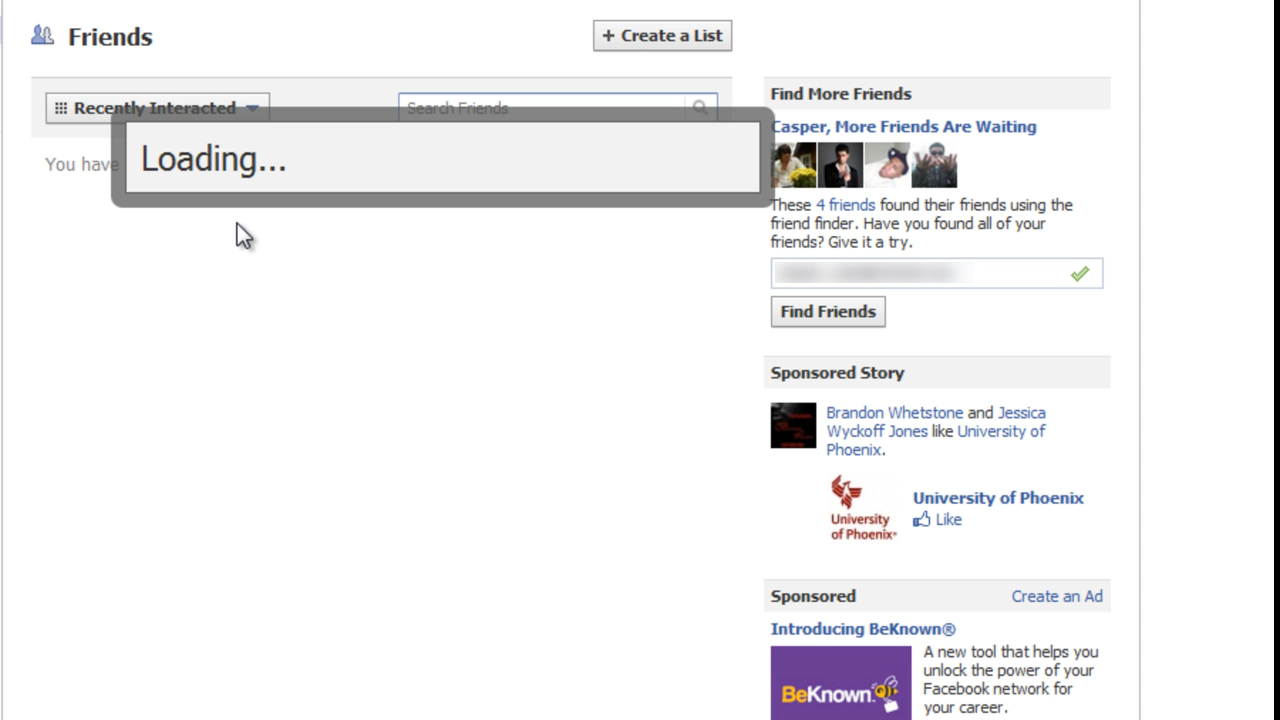 Friends
+ Create a List
Recently Interacted
Search Friends
You have
Loading...
Find More Friends
Casper, More Friends Are Waiting
These 4 friends found their friends using the
friend finder. Have you found all of your
friends? Give it a try.
Find Friends
Sponsored Story
Brandon Whetstone and Jessica
Wyckoff Jones like University of
Phoenix.
University of Phoenix
Like
University
of Phoenix®
Sponsored
Create an Ad
Introducing BeKnown®
BeKnown
A new tool that helps you
unlock the power of your
Facebook network for
your career.